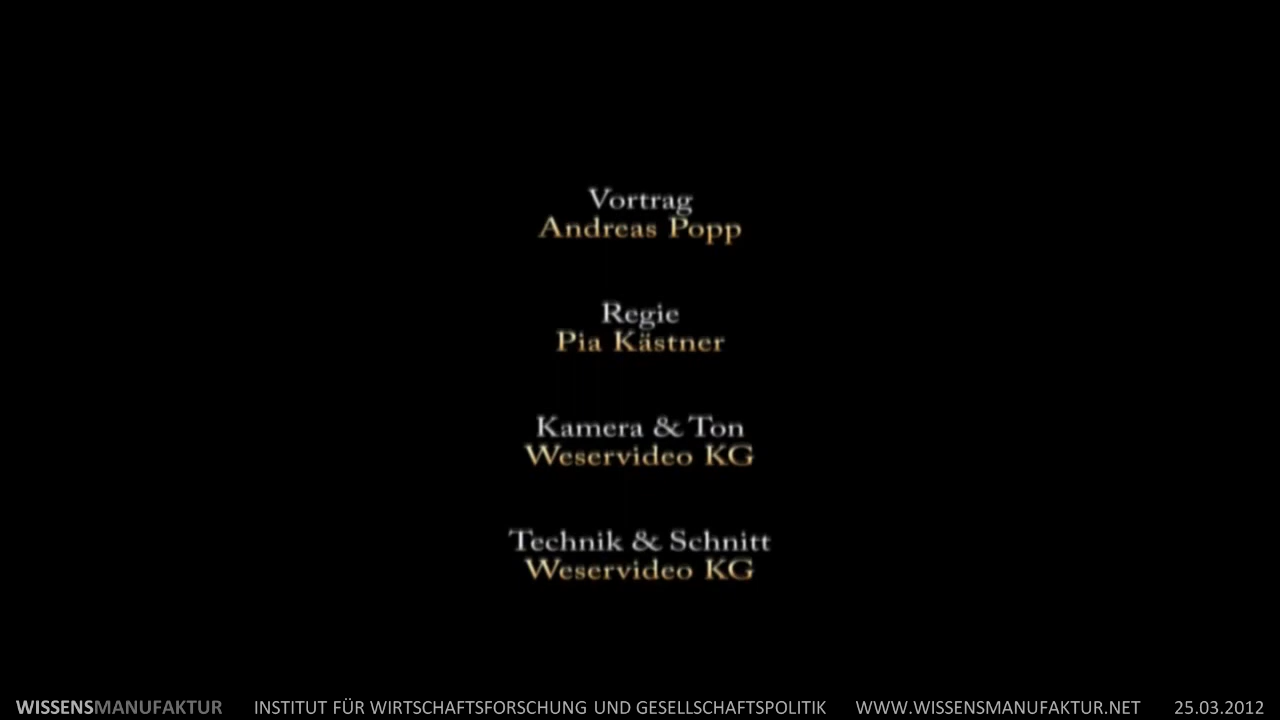 Vortrag
Andreas Popp
Regie
Pia Kästner
Kamera & Ton
Weservideo KG
Technik & Schnitt
Weservideo KG
WISSENSMANUFAKTUR INSTITUT FÜR WIRTSCHAFTSFORSCHUNG UND GESELLSCHAFTSPOLITIK WWW.WISSENSMANUFAKTUR.NET 25.03.2012